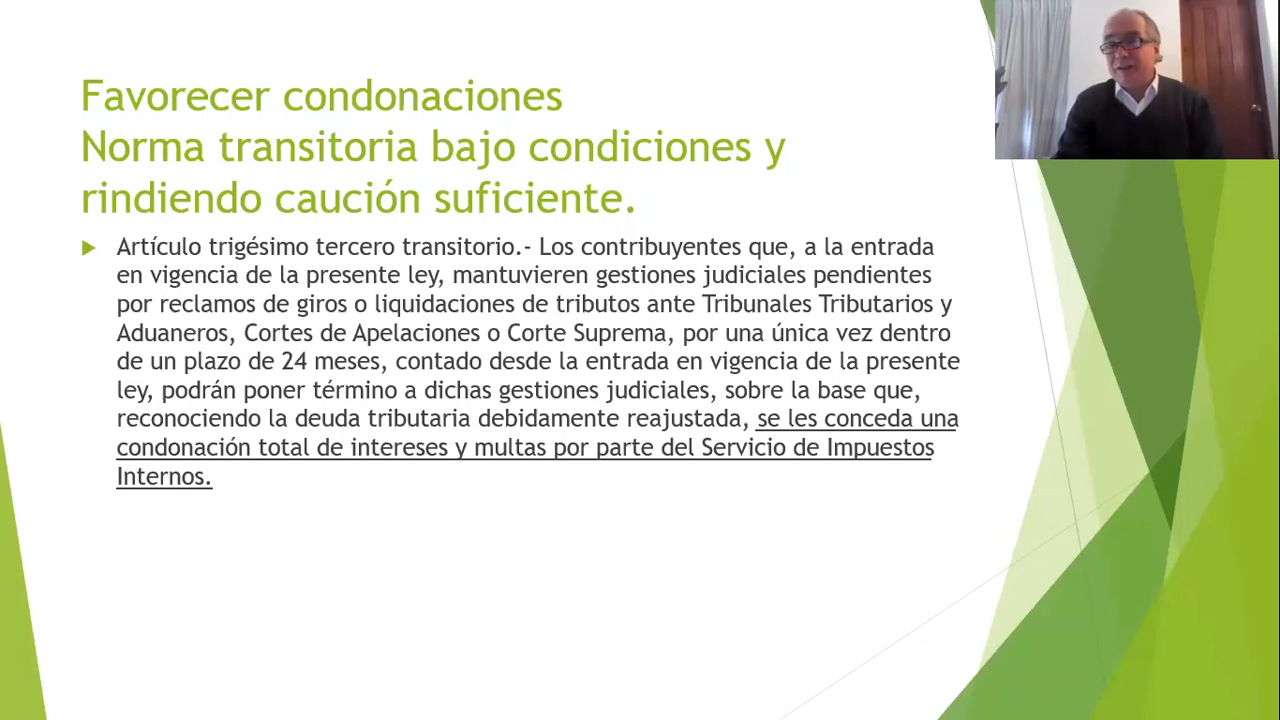 Favorecer condonaciones
Norma transitoria bajo condiciones y
rindiendo caución suficiente.
Artículo trigésimo tercero transitorio.- Los contribuyentes que, a la entrada
en vigencia de la presente ley, mantuvieren gestiones judiciales pendientes
por reclamos de giros o liquidaciones de tributos ante Tribunales Tributarios y
Aduaneros, Cortes de Apelaciones o Corte Suprema, por una única vez dentro
de un plazo de 24 meses, contado desde la entrada en vigencia de la presente
ley, podrán poner término a dichas gestiones judiciales, sobre la base que,
reconociendo la deuda tributaria debidamente reajustada, se les conceda una
condonación total de intereses y multas por parte del Servicio de Impuestos
Internos.